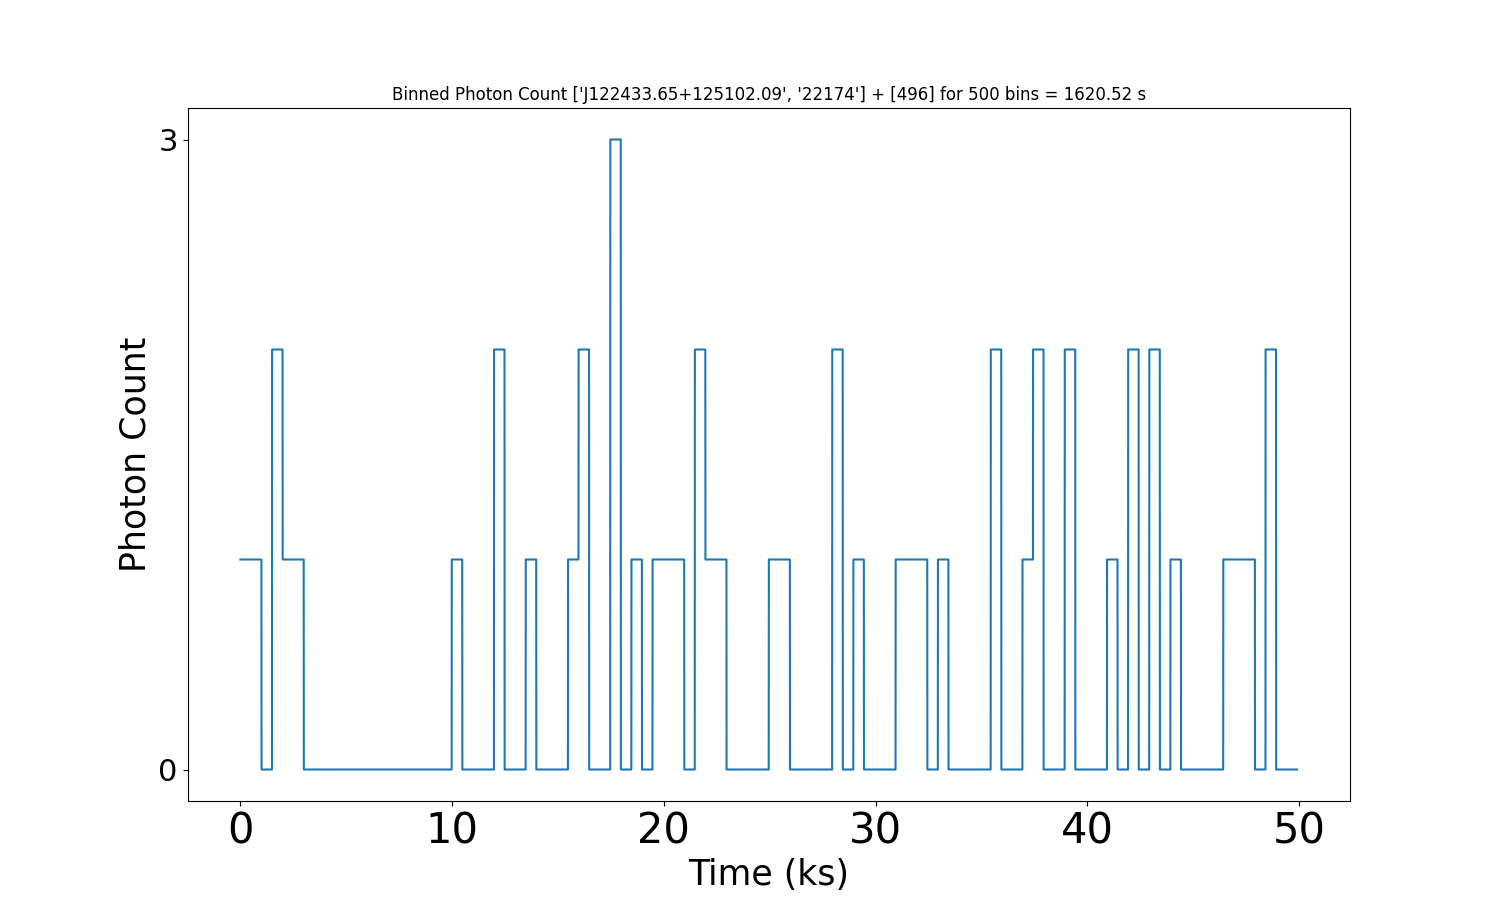 Binned Photon Count ['J122433.65+125102.09', '22174'] + [496] for 500 bins = 1620.52 s
3
Photon Count
0
0 10 20 30 40 50
Time (ks)